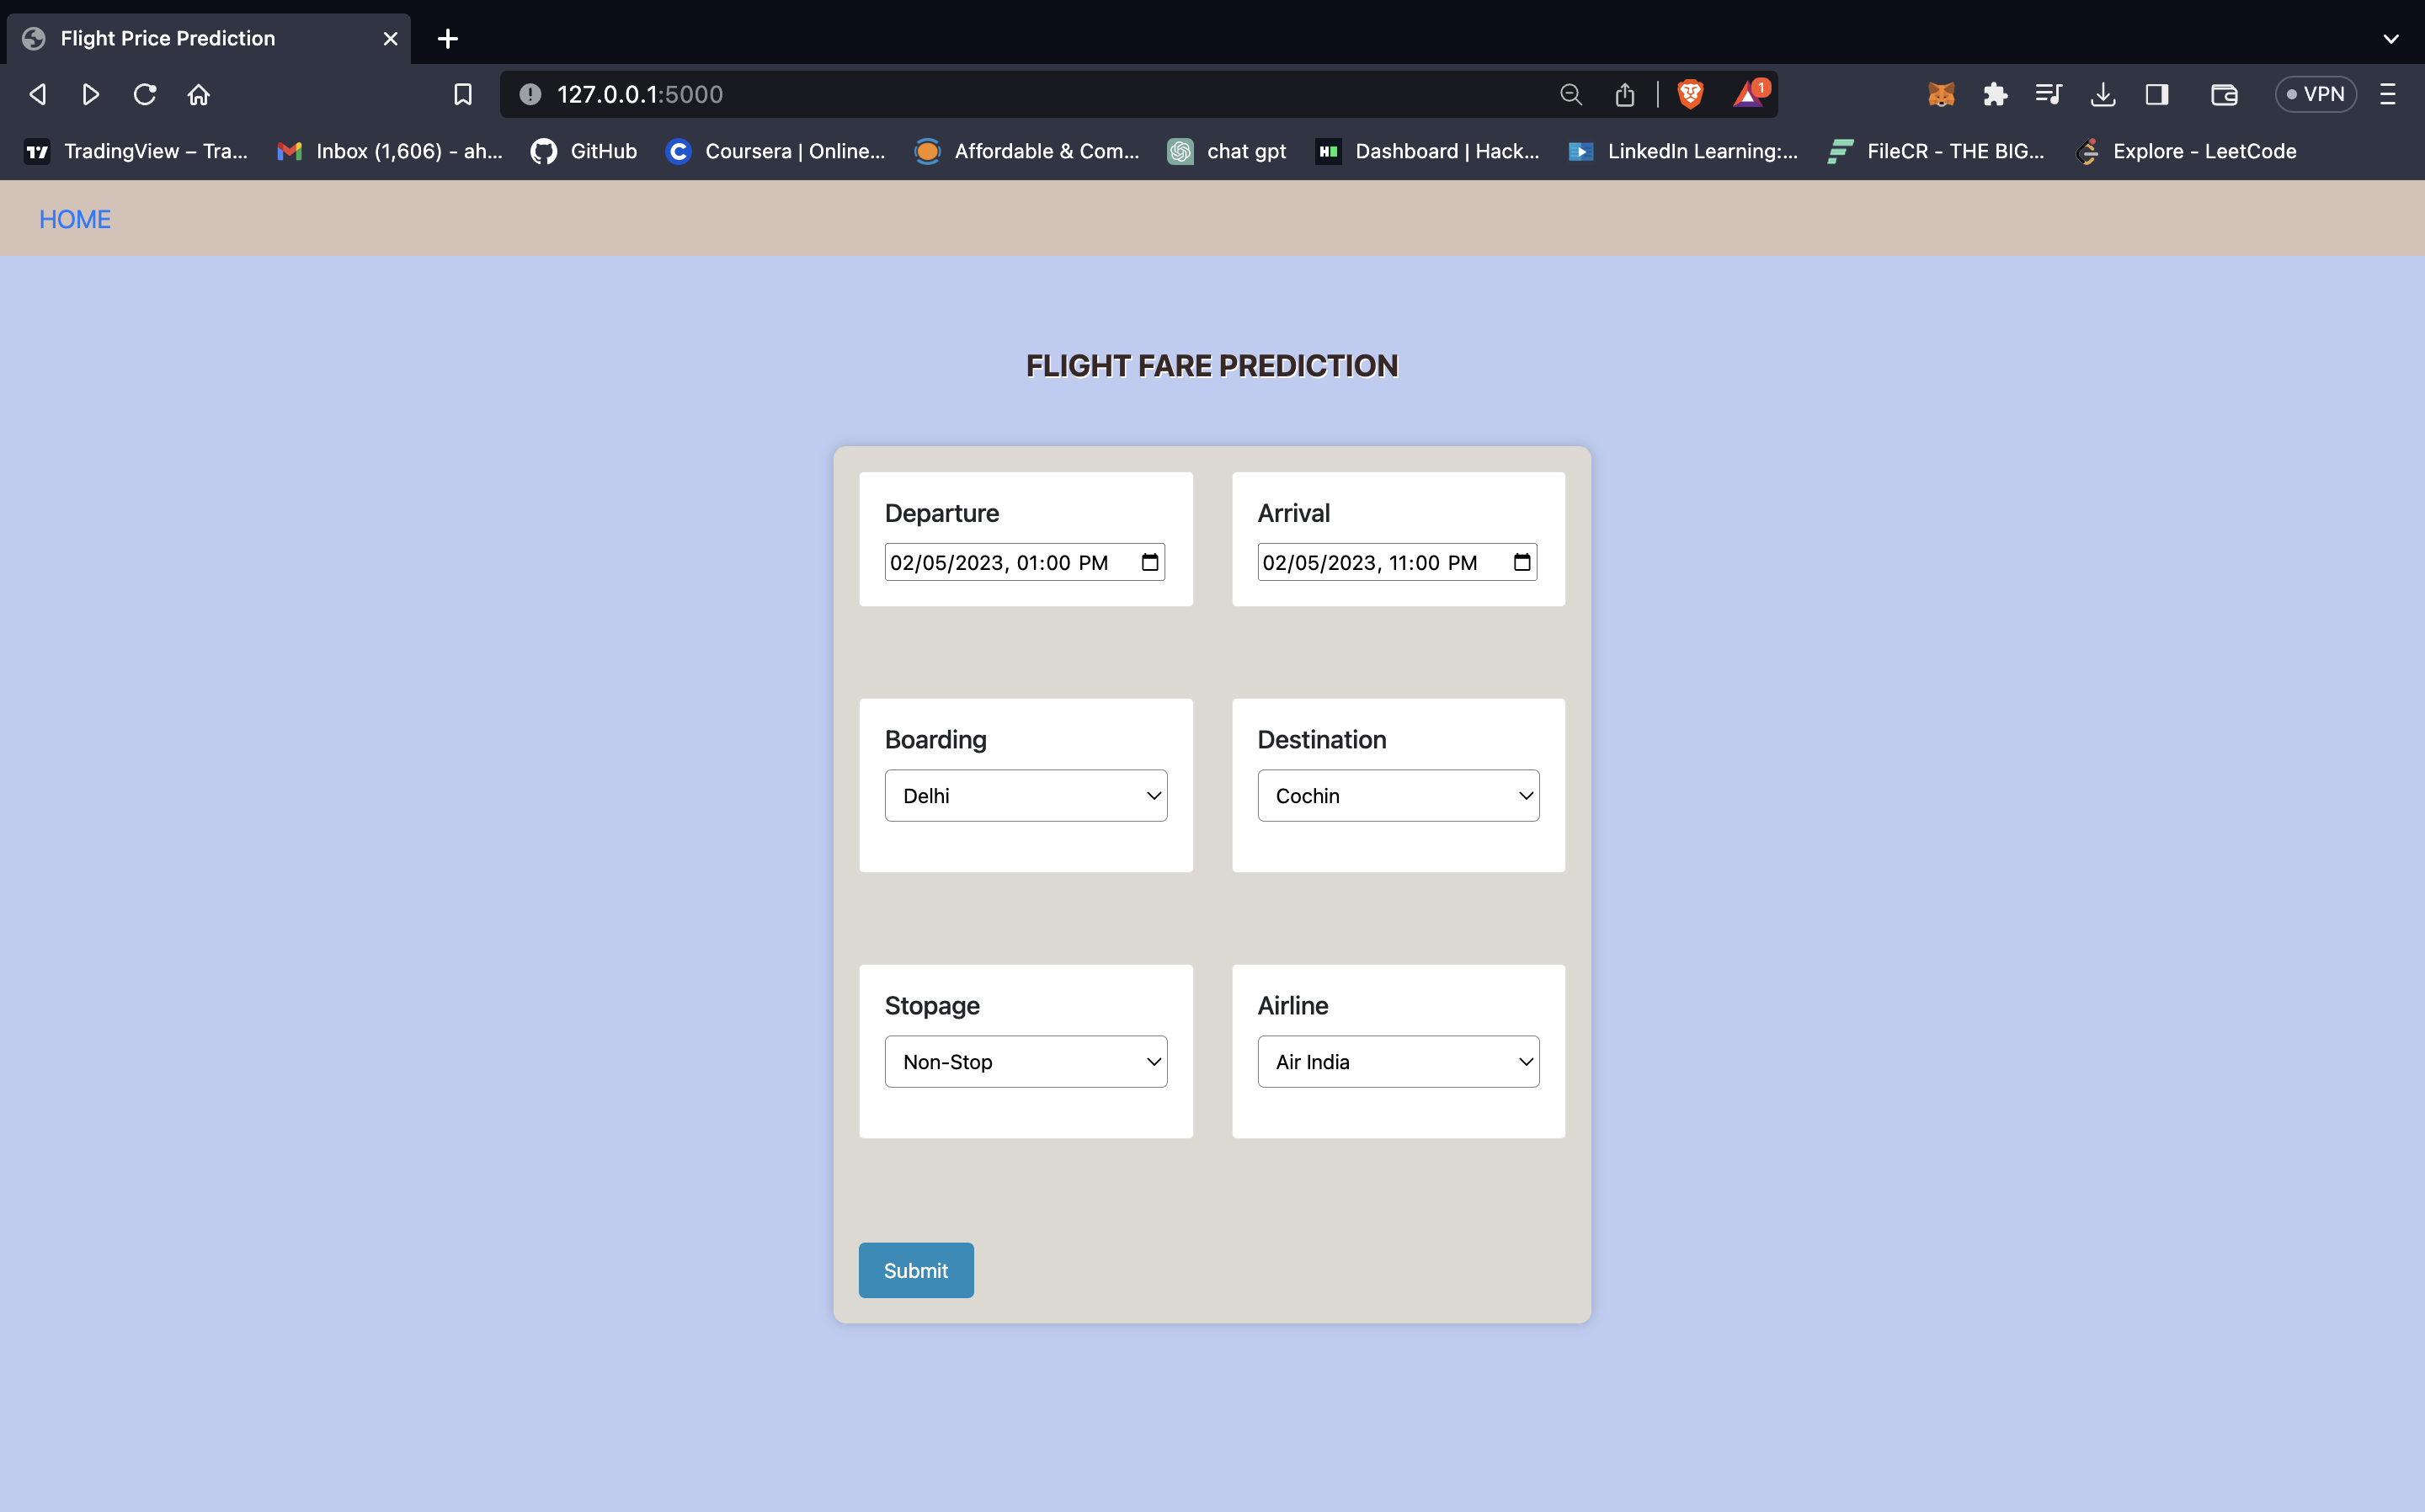 Flight Price Prediction
127.0.0.1:5000
1
VPN
TradingView – Tra...
Inbox (1,606) - ah...
GitHub
C
Coursera | Online...
Affordable & Com...
chat gpt
H
Dashboard | Hack...
LinkedIn Learning:...
FileCR - THE BIG...
Explore - LeetCode
HOME
FLIGHT FARE PREDICTION
Departure
Arrival
02/05/2023, 01:00 PM
02/05/2023, 11:00 PM
Boarding
Destination
Delhi
Cochin
Stopage
Airline
Non-Stop
Air India
Submit